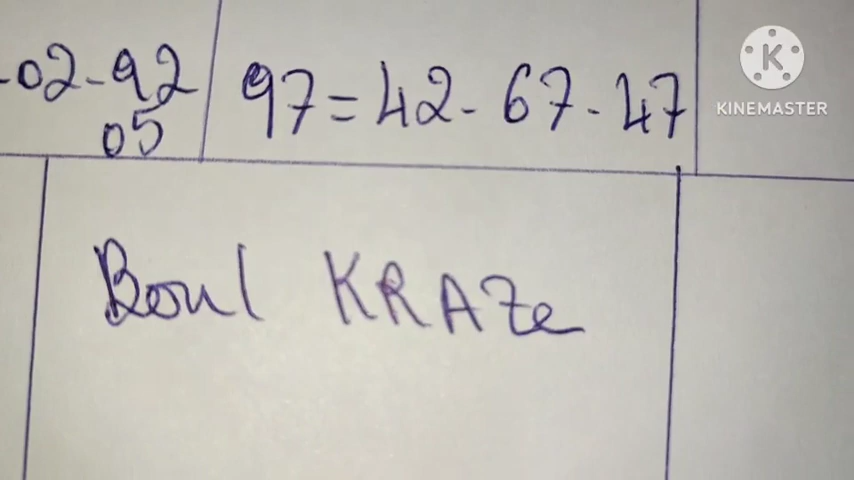 -02-92
05
97=42-67-47
Boul KRAZe
K
KINEMASTER